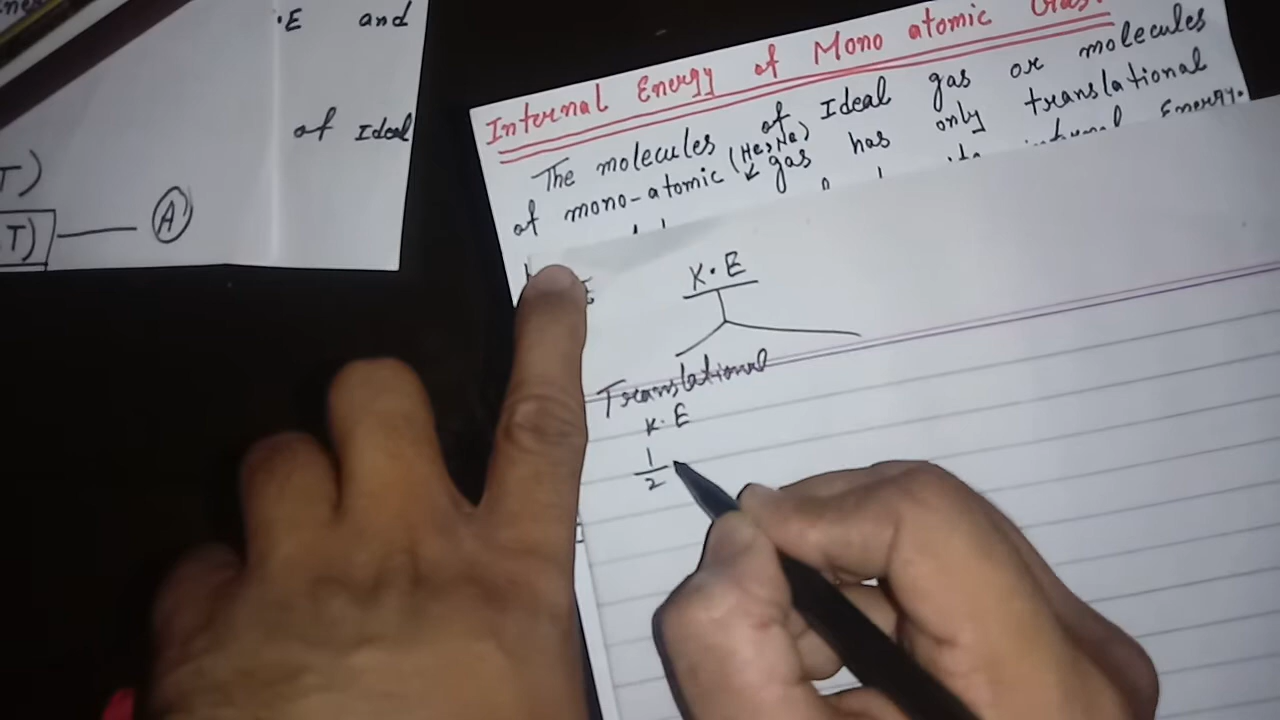 .E and
of Ideal
T)
T) A
Internal Energy of Mono atomic Gas.
The molecules of Ideal gas or molecules
of mono-atomic (He, Ne) gas has only translational
Energy.
K.E
Translational
K.E
1
2